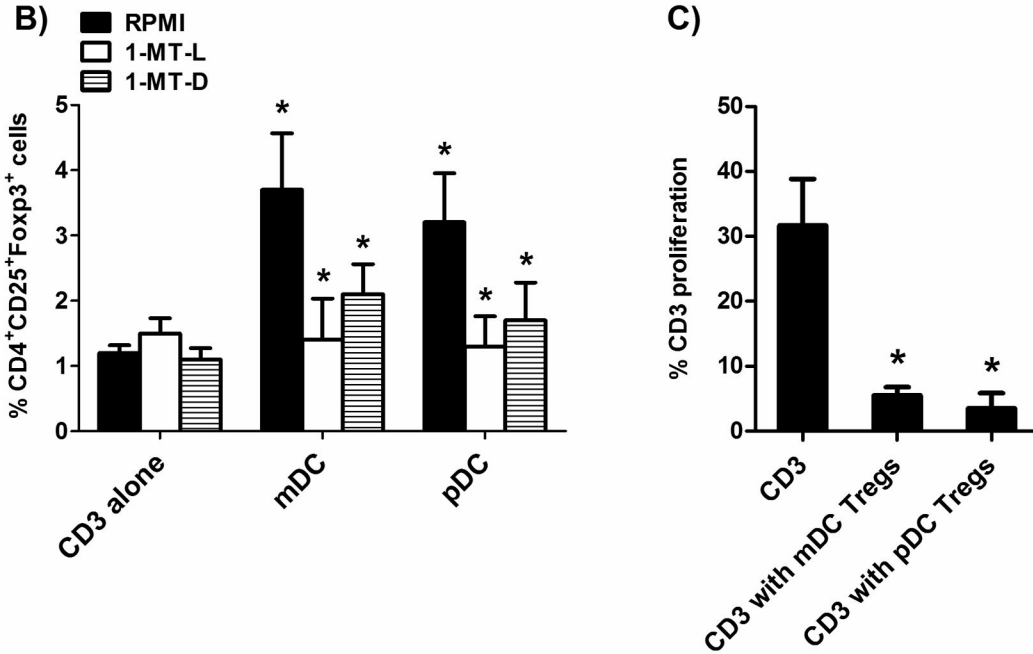 B)
RPMI
1-MT-L
1-MT-D
% CD4⁺CD25⁺Foxp3⁺ cells
5
4
3
2
1
0
* * * * * *
CD3 alone
mDC
pDC
C)
% CD3 proliferation
50
40
30
20
10
0
* *
CD3
CD3 with mDC Tregs
CD3 with pDC Tregs